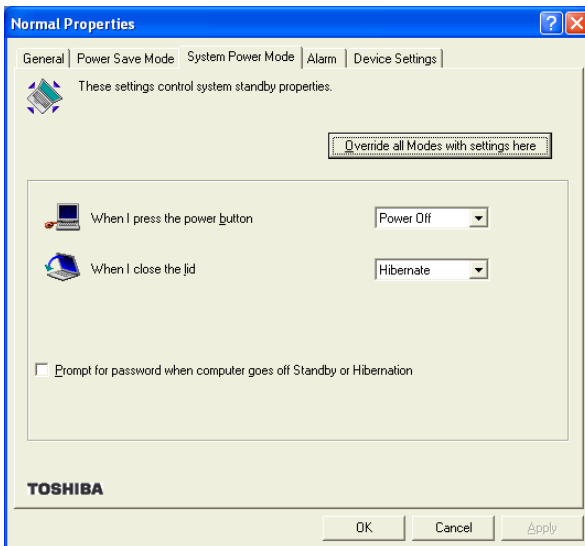 Normal Properties
General Power Save Mode System Power Mode Alarm Device Settings
These settings control system standby properties.
Override all Modes with settings here
When I press the power button Power Off
When I close the lid Hibernate
Prompt for password when computer goes off Standby or Hibernation
TOSHIBA
OK Cancel Apply